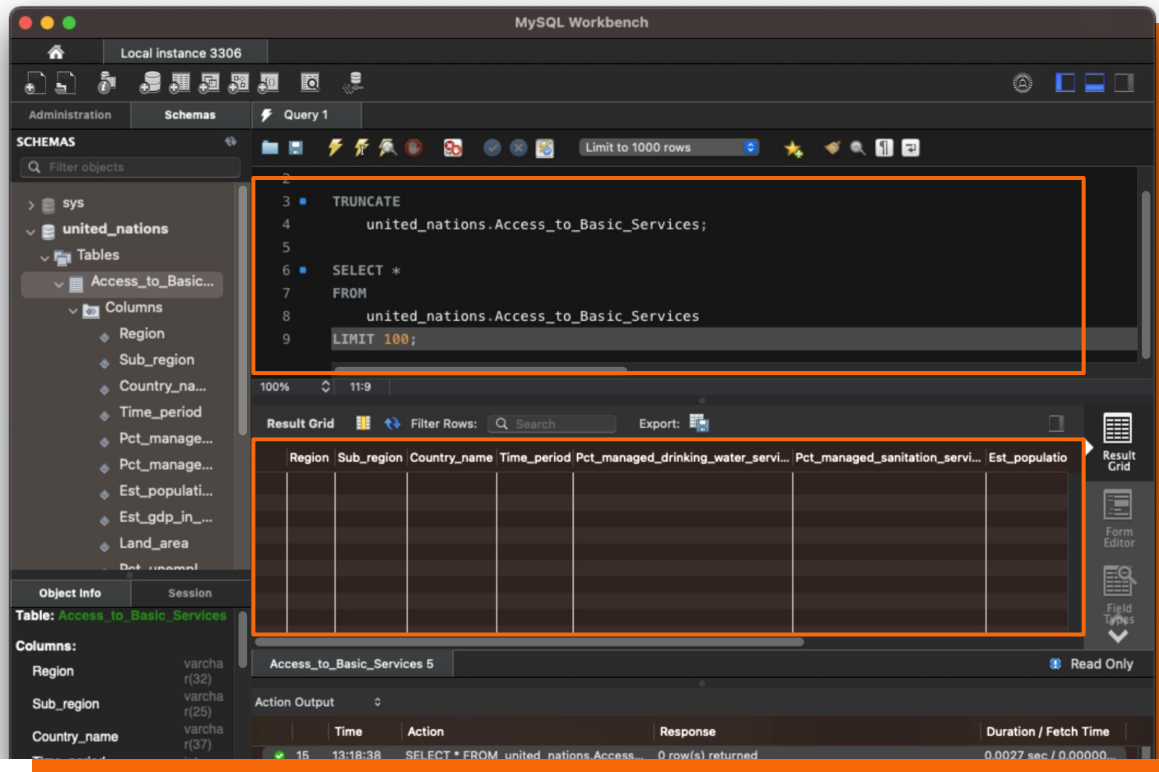 MySQL Workbench
Local instance 3306
Administration Schemas Query 1
SCHEMAS
Limit to 1000 rows
Filter objects
sys
united_nations
Tables
Access_to_Basic...
Columns
Region
Sub_region
Country_na...
Time_period
Pct_manage...
Pct_manage...
Est_populati...
Est_gdp_in_...
Land_area
Pct_unempl
2
3 TRUNCATE
4 united_nations.Access_to_Basic_Services;
5
6 SELECT *
7 FROM
8 united_nations.Access_to_Basic_Services
9 LIMIT 100;
100% 11:9
Result Grid Filter Rows: Search Export:
Region Sub_region Country_name Time_period Pct_managed_drinking_water_servi... Pct_managed_sanitation_servi... Est_populatio
Result Grid
Form Editor
Field Types
Object Info Session
Table: Access_to_Basic_Services
Columns:
Region varchar(32)
Sub_region varchar(25)
Country_name varchar(37)
Access_to_Basic_Services 5 Read Only
Action Output
Time Action Response Duration / Fetch Time
15 13:18:38 SELECT * FROM united_nations.Access... 0 row(s) returned 0.0027 sec / 0.00000...